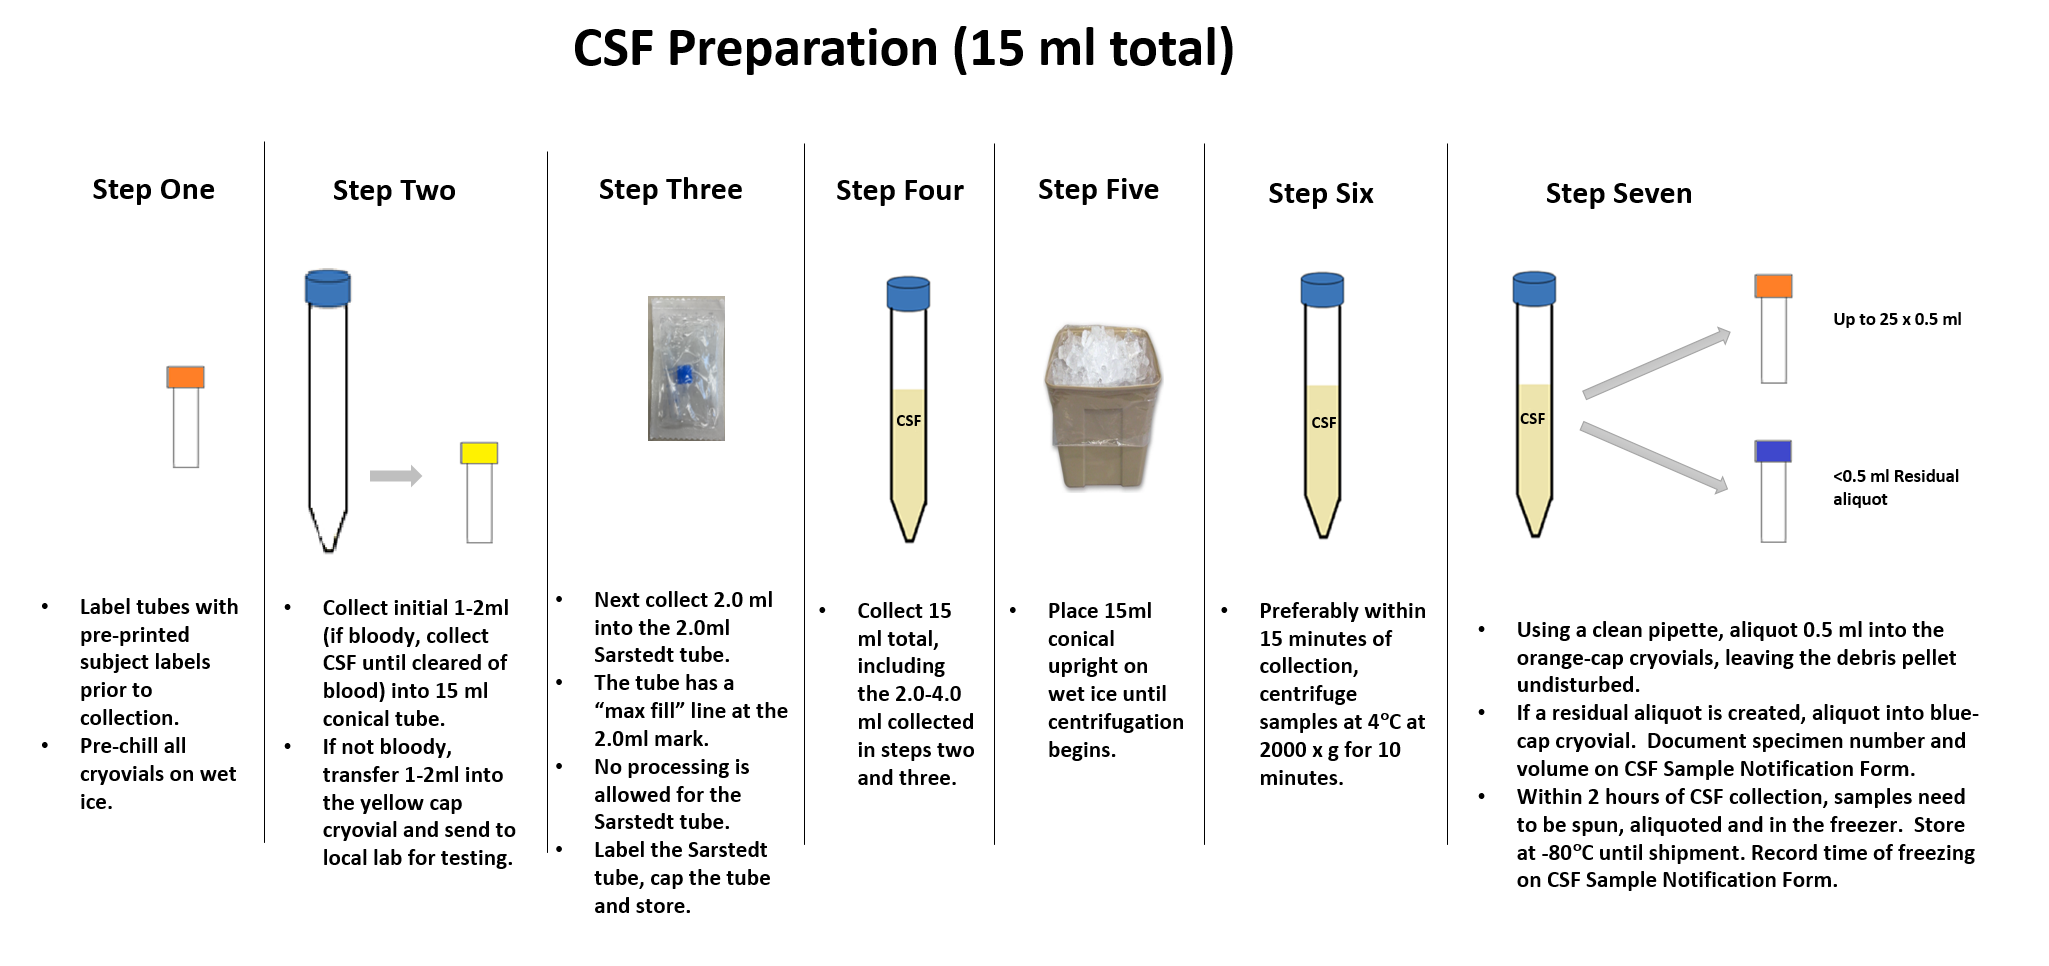 CSF Preparation (15 ml total)
Step One
• Label tubes with
pre-printed
subject labels
prior to
collection.
• Pre-chill all
cryovials on wet
ice.
Step Two
• Collect initial 1-2ml
(if bloody, collect
CSF until cleared of
blood) into 15 ml
conical tube.
• If not bloody,
transfer 1-2ml into
the yellow cap
cryovial and send to
local lab for testing.
Step Three
• Next collect 2.0 ml
into the 2.0ml
Sarstedt tube.
• The tube has a
“max fill” line at the
2.0ml mark.
• No processing is
allowed for the
Sarstedt tube.
• Label the Sarstedt
tube, cap the tube
and store.
Step Four
CSF
• Collect 15
ml total,
including
the 2.0-4.0
ml collected
in steps two
and three.
Step Five
• Place 15ml
conical
upright on
wet ice until
centrifugation
begins.
Step Six
CSF
• Preferably within
15 minutes of
collection,
centrifuge
samples at 4°C at
2000 x g for 10
minutes.
Step Seven
CSF
Up to 25 x 0.5 ml
<0.5 ml Residual
aliquot
• Using a clean pipette, aliquot 0.5 ml into the
orange-cap cryovials, leaving the debris pellet
undisturbed.
• If a residual aliquot is created, aliquot into blue-
cap cryovial.  Document specimen number and
volume on CSF Sample Notification Form.
• Within 2 hours of CSF collection, samples need
to be spun, aliquoted and in the freezer.  Store
at -80°C until shipment. Record time of freezing
on CSF Sample Notification Form.